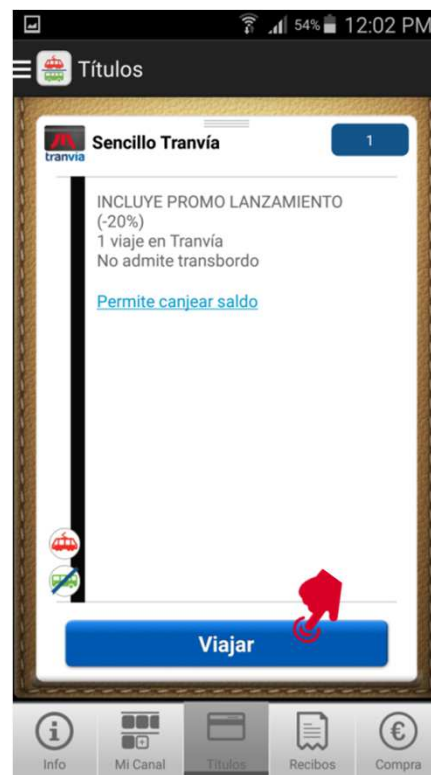 54% 12:02 PM
Títulos
tranvía
Sencillo Tranvía
1
INCLUYE PROMO LANZAMIENTO
(-20%)
1 viaje en Tranvía
No admite transbordo
Permite canjear saldo
Viajar
Info Mi Canal Títulos Recibos Compra